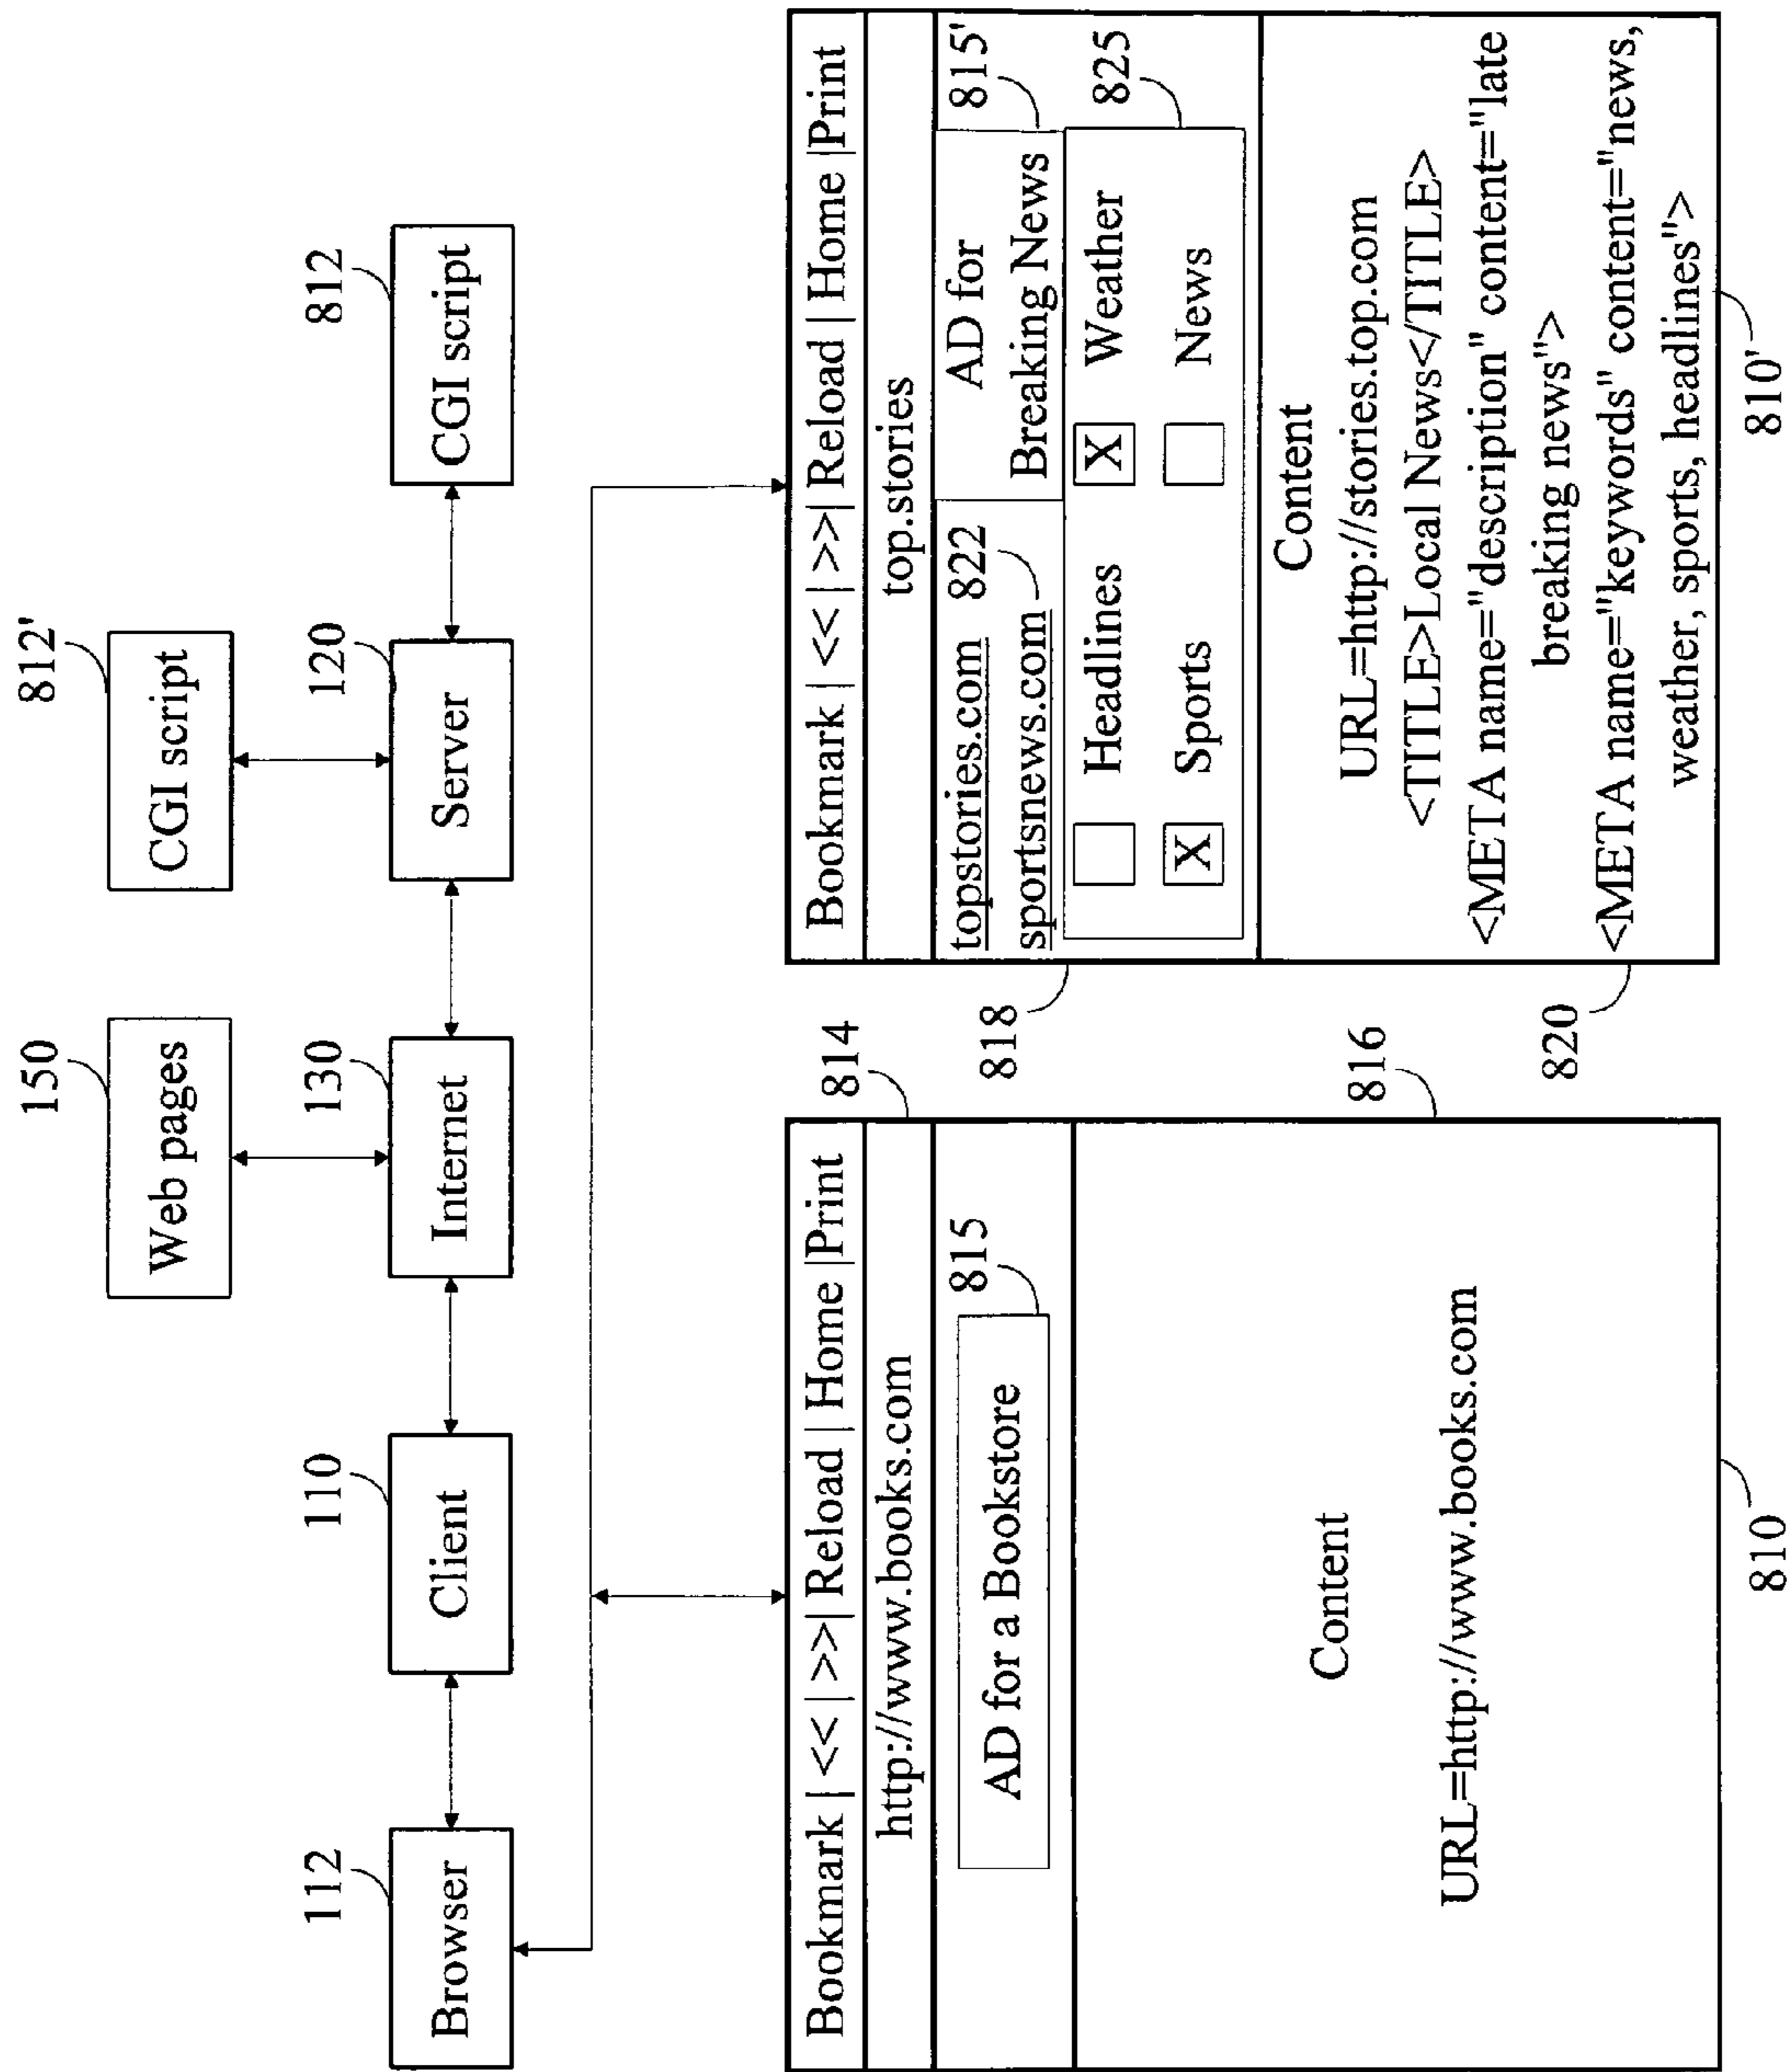 812'
150
CGI script
Web pages
112
110
130
120
812
Browser
Client
Internet
Server
CGI script
Bookmark | << | >>| Reload | Home |Print
http://www.books.com
814
815
AD for a Bookstore
816
Content
URL=http://www.books.com
810
Bookmark | << | >>| Reload | Home |Print
top.stories
topstories.com 822
sportsnews.com
AD for
Breaking News
815'
818
Headlines
X Weather
825
X Sports
News
Content
URL=http://stories.top.com
<TITLE>Local News</TITLE>
<META name="description" content="late
breaking news">
820
<META name="keywords" content="news,
weather, sports, headlines">
810'